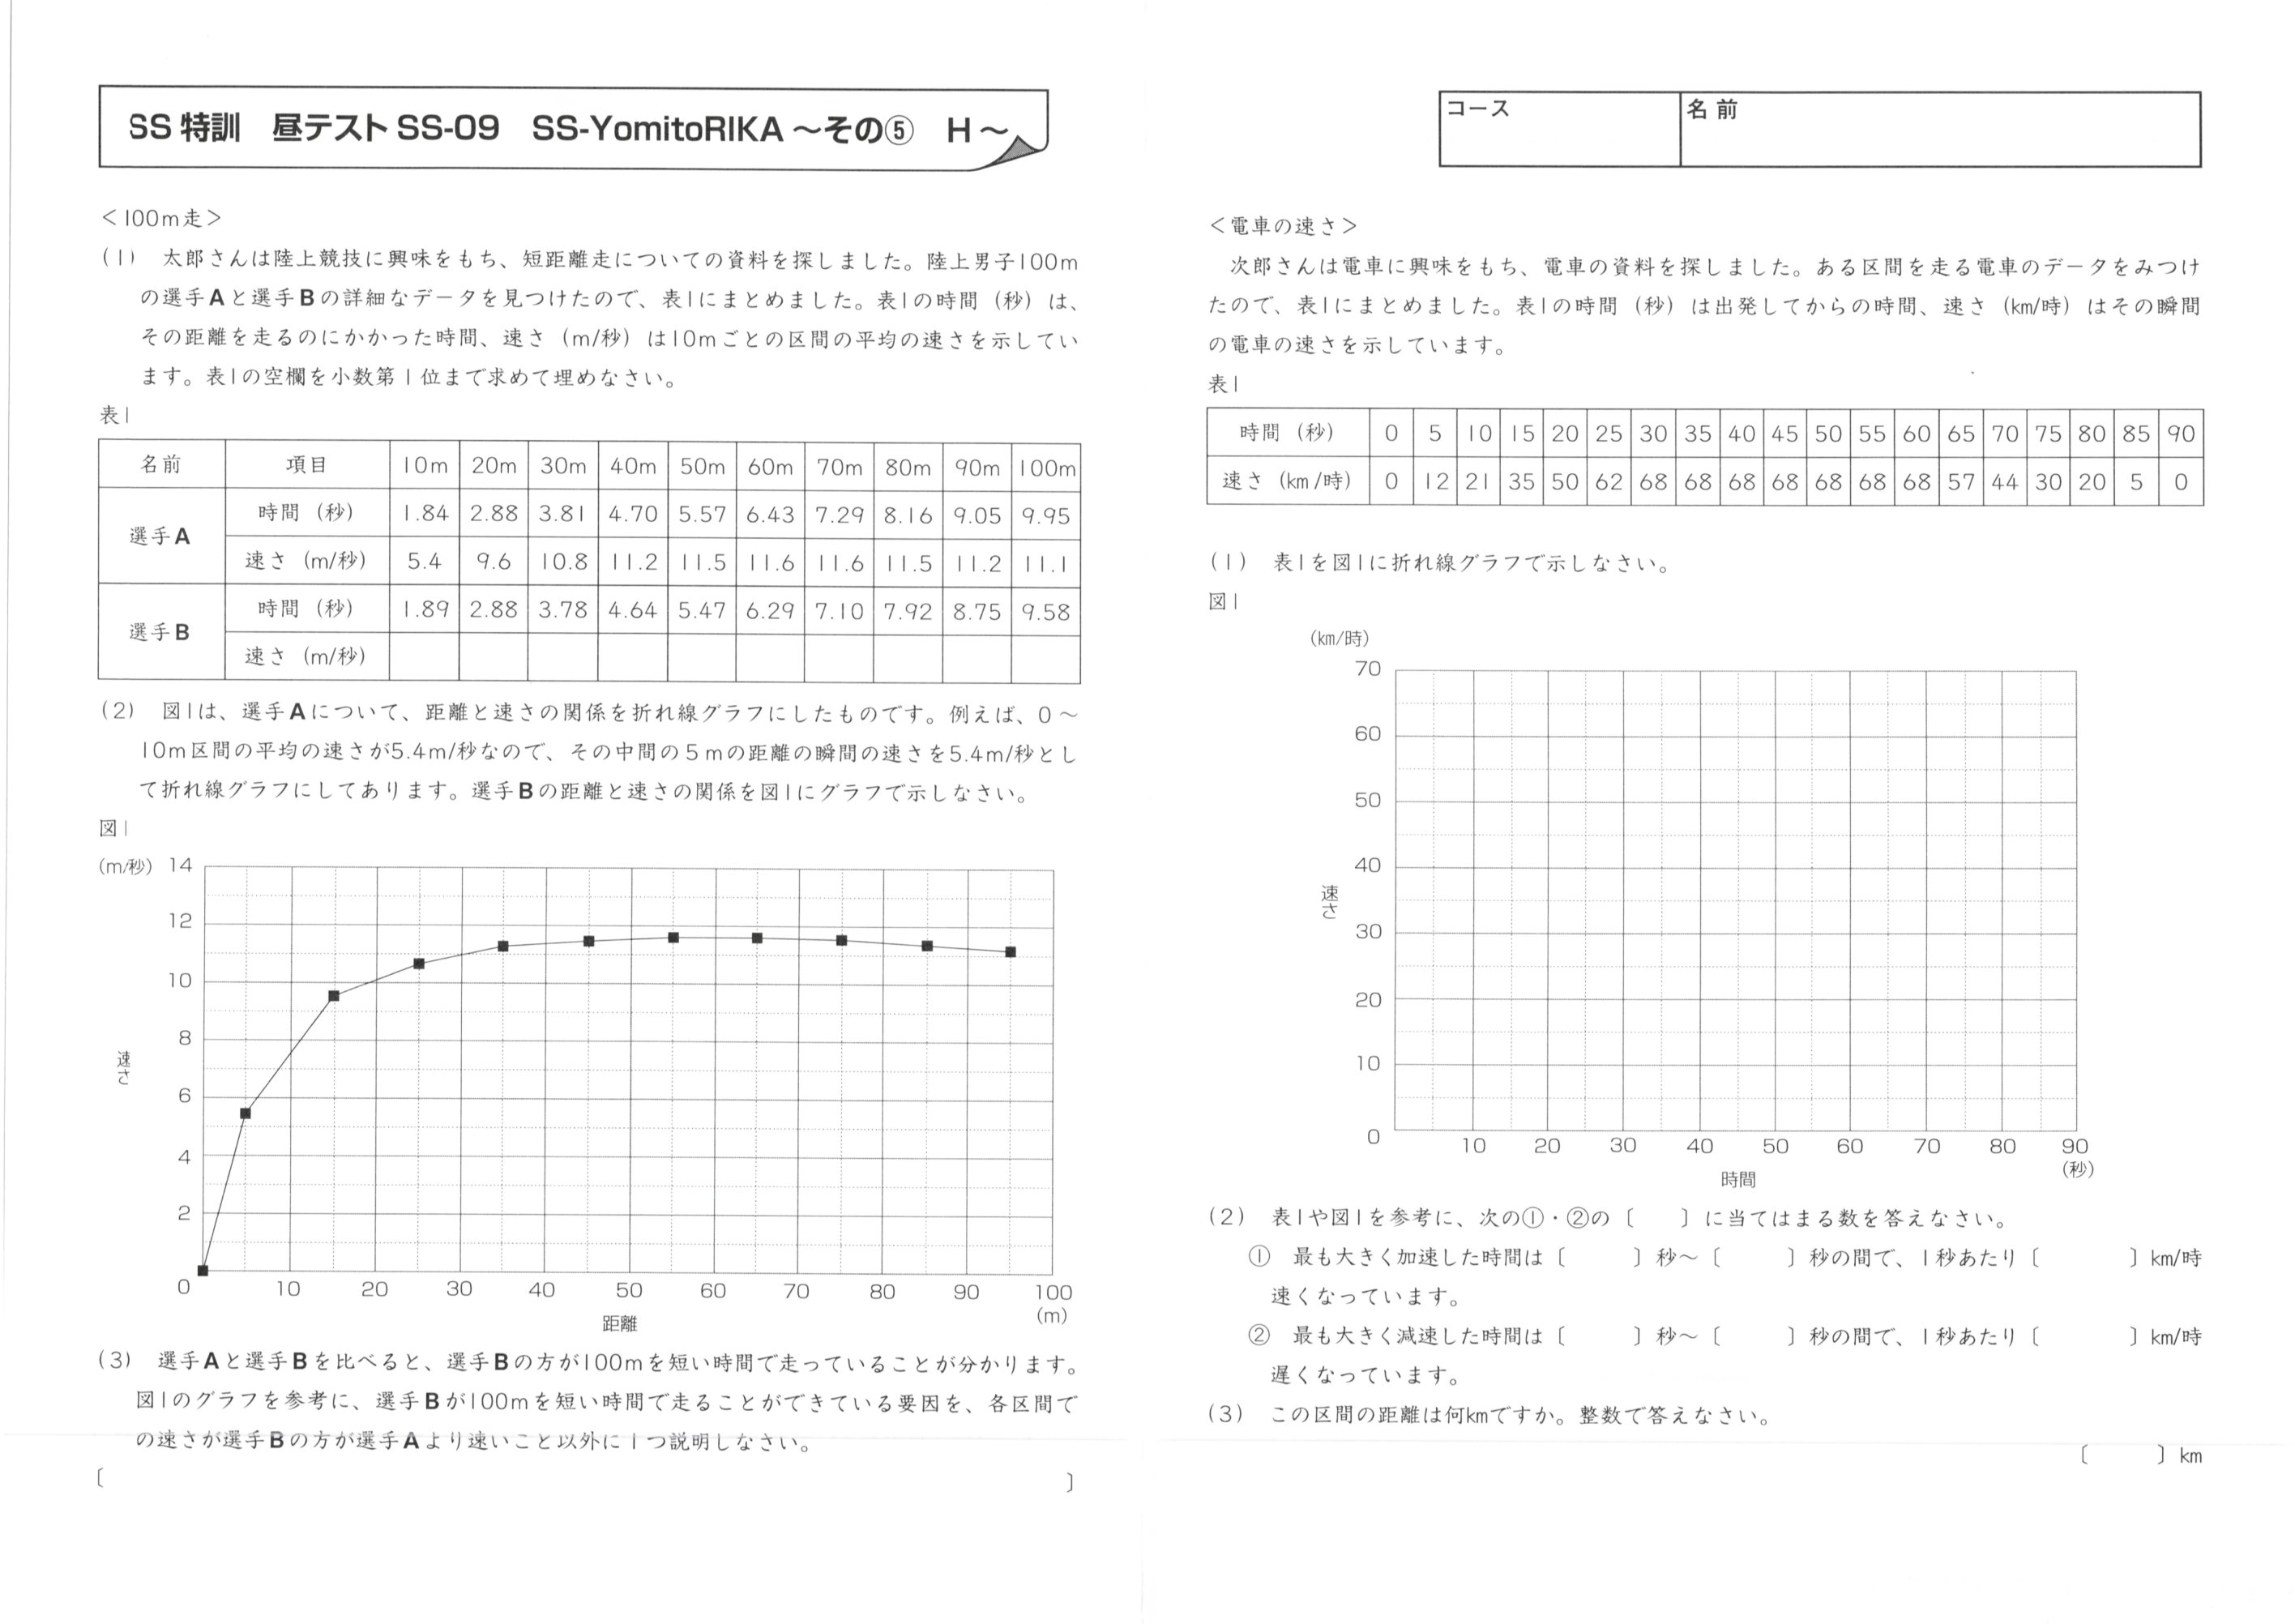 SS 特訓　昼テスト SS-09　SS-YomitoRIKA ～その⑤　H～
＜100m走＞
(1)　太郎さんは陸上競技に興味をもち、短距離走についての資料を探しました。陸上男子100m
の選手Aと選手Bの詳細なデータを見つけたので、表1にまとめました。表1の時間（秒）は、
その距離を走るのにかかった時間、速さ（m/秒）は10mごとの区間の平均の速さを示してい
ます。表1の空欄を小数第1位まで求めて埋めなさい。
表1
名前 項目 10m 20m 30m 40m 50m 60m 70m 80m 90m 100m
選手A
時間（秒） 1.84 2.88 3.81 4.70 5.57 6.43 7.29 8.16 9.05 9.95
速さ（m/秒） 5.4 9.6 10.8 11.2 11.5 11.6 11.6 11.5 11.2 11.1
選手B
時間（秒） 1.89 2.88 3.78 4.64 5.47 6.29 7.10 7.92 8.75 9.58
速さ（m/秒）
(2)　図1は、選手Aについて、距離と速さの関係を折れ線グラフにしたものです。例えば、0～
10m区間の平均の速さが5.4m/秒なので、その中間の5mの距離の瞬間の速さを5.4m/秒とし
て折れ線グラフにしてあります。選手Bの距離と速さの関係を図1にグラフで示しなさい。
図1
(m/秒) 14
12
10
8
速さ
6
4
2
0 10 20 30 40 50 60 70 80 90 100
(m)
距離
(3)　選手Aと選手Bを比べると、選手Bの方が100mを短い時間で走っていることが分かります。
図1のグラフを参考に、選手Bが100mを短い時間で走ることができている要因を、各区間で
の速さが選手Bの方が選手Aより速いこと以外に1つ説明しなさい。
〔　　〕
コース 名前
＜電車の速さ＞
次郎さんは電車に興味をもち、電車の資料を探しました。ある区間を走る電車のデータをみつけ
たので、表1にまとめました。表1の時間（秒）は出発してからの時間、速さ（km/時）はその瞬間
の電車の速さを示しています。
表1
時間（秒） 0 5 10 15 20 25 30 35 40 45 50 55 60 65 70 75 80 85 90
速さ（km/時） 0 12 21 35 50 62 68 68 68 68 68 68 68 57 44 30 20 5 0
(1)　表1を図1に折れ線グラフで示しなさい。
図1
(km/時)
70
60
50
40
速さ
30
20
10
0
10 20 30 40 50 60 70 80 90
(秒)
時間
(2)　表1や図1を参考に、次の①・②の〔　　〕に当てはまる数を答えなさい。
①　最も大きく加速した時間は〔　　〕秒～〔　　〕秒の間で、1秒あたり〔　　〕km/時
速くなっています。
②　最も大きく減速した時間は〔　　〕秒～〔　　〕秒の間で、1秒あたり〔　　〕km/時
遅くなっています。
(3)　この区間の距離は何kmですか。整数で答えなさい。
〔　　〕km